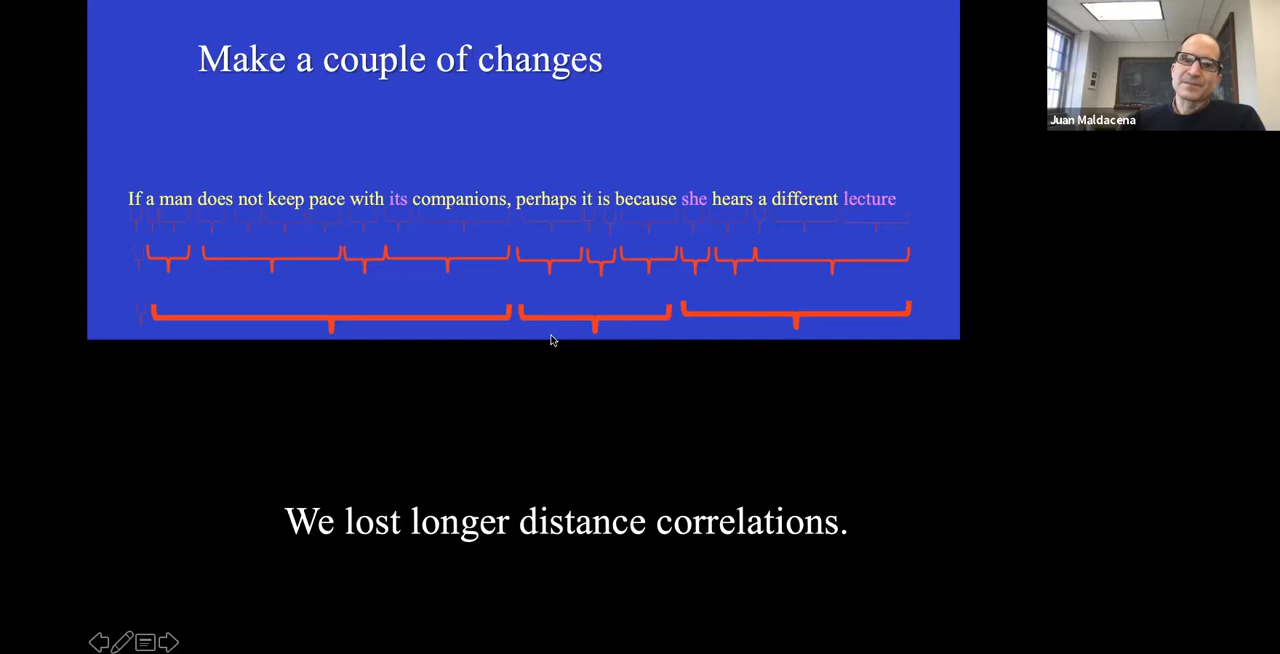 Make a couple of changes
Juan Maldacena
If a man does not keep pace with its companions, perhaps it is because she hears a different lecture
We lost longer distance correlations.